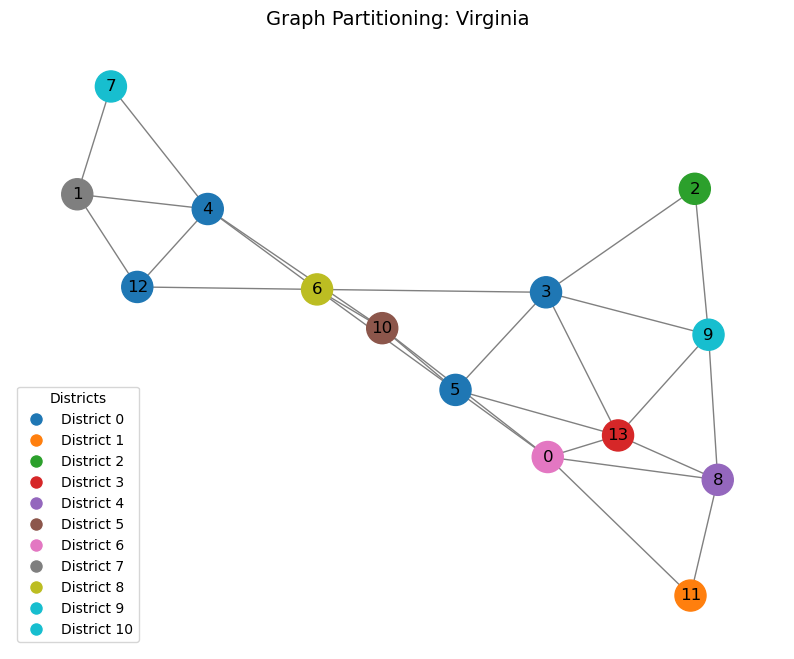 Graph Partitioning: Virginia
7
1
4
2
12
6
3
10
9
5
13
0
8
11
Districts
District 0
District 1
District 2
District 3
District 4
District 5
District 6
District 7
District 8
District 9
District 10